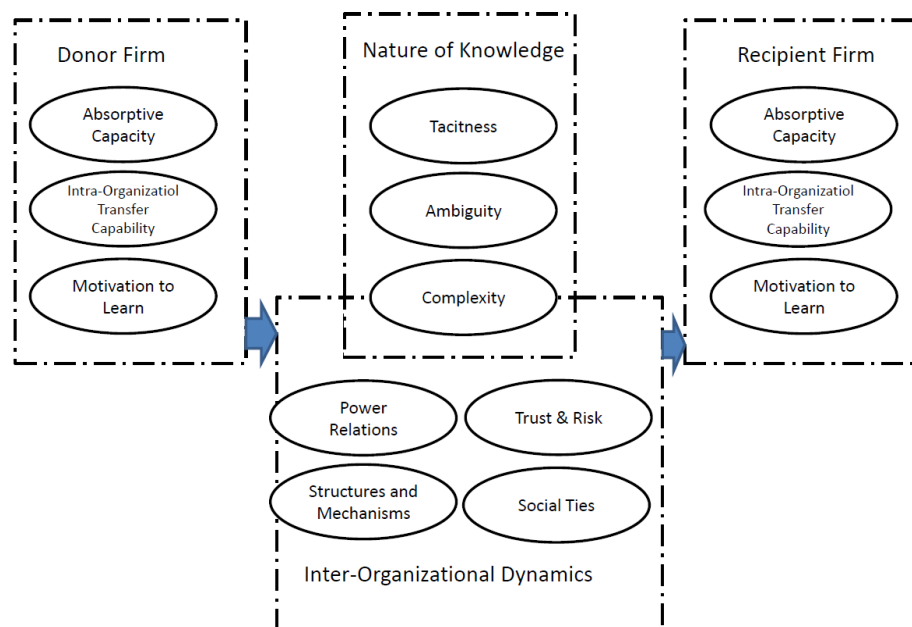 Donor Firm
Absorptive
Capacity
Intra-Organizatiol
Transfer
Capability
Motivation to
Learn
Nature of Knowledge
Tacitness
Ambiguity
Complexity
Recipient Firm
Absorptive
Capacity
Intra-Organizatiol
Transfer
Capability
Motivation to
Learn
Power
Relations
Trust & Risk
Structures and
Mechanisms
Social Ties
Inter-Organizational Dynamics